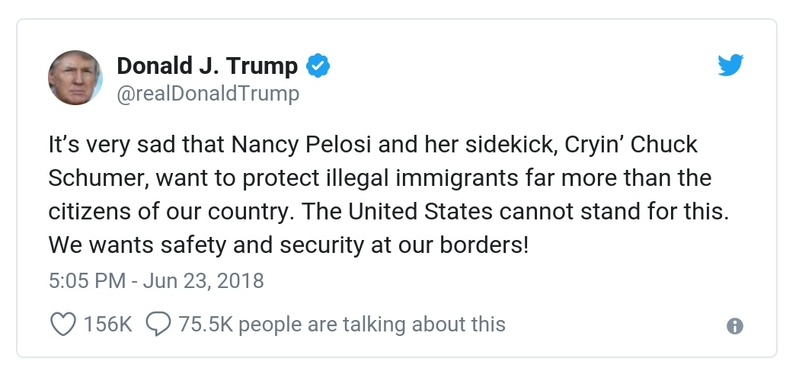 Donald J. Trump
@realDonaldTrump
It’s very sad that Nancy Pelosi and her sidekick, Cryin’ Chuck
Schumer, want to protect illegal immigrants far more than the
citizens of our country. The United States cannot stand for this.
We wants safety and security at our borders!
5:05 PM - Jun 23, 2018
156K 75.5K people are talking about this